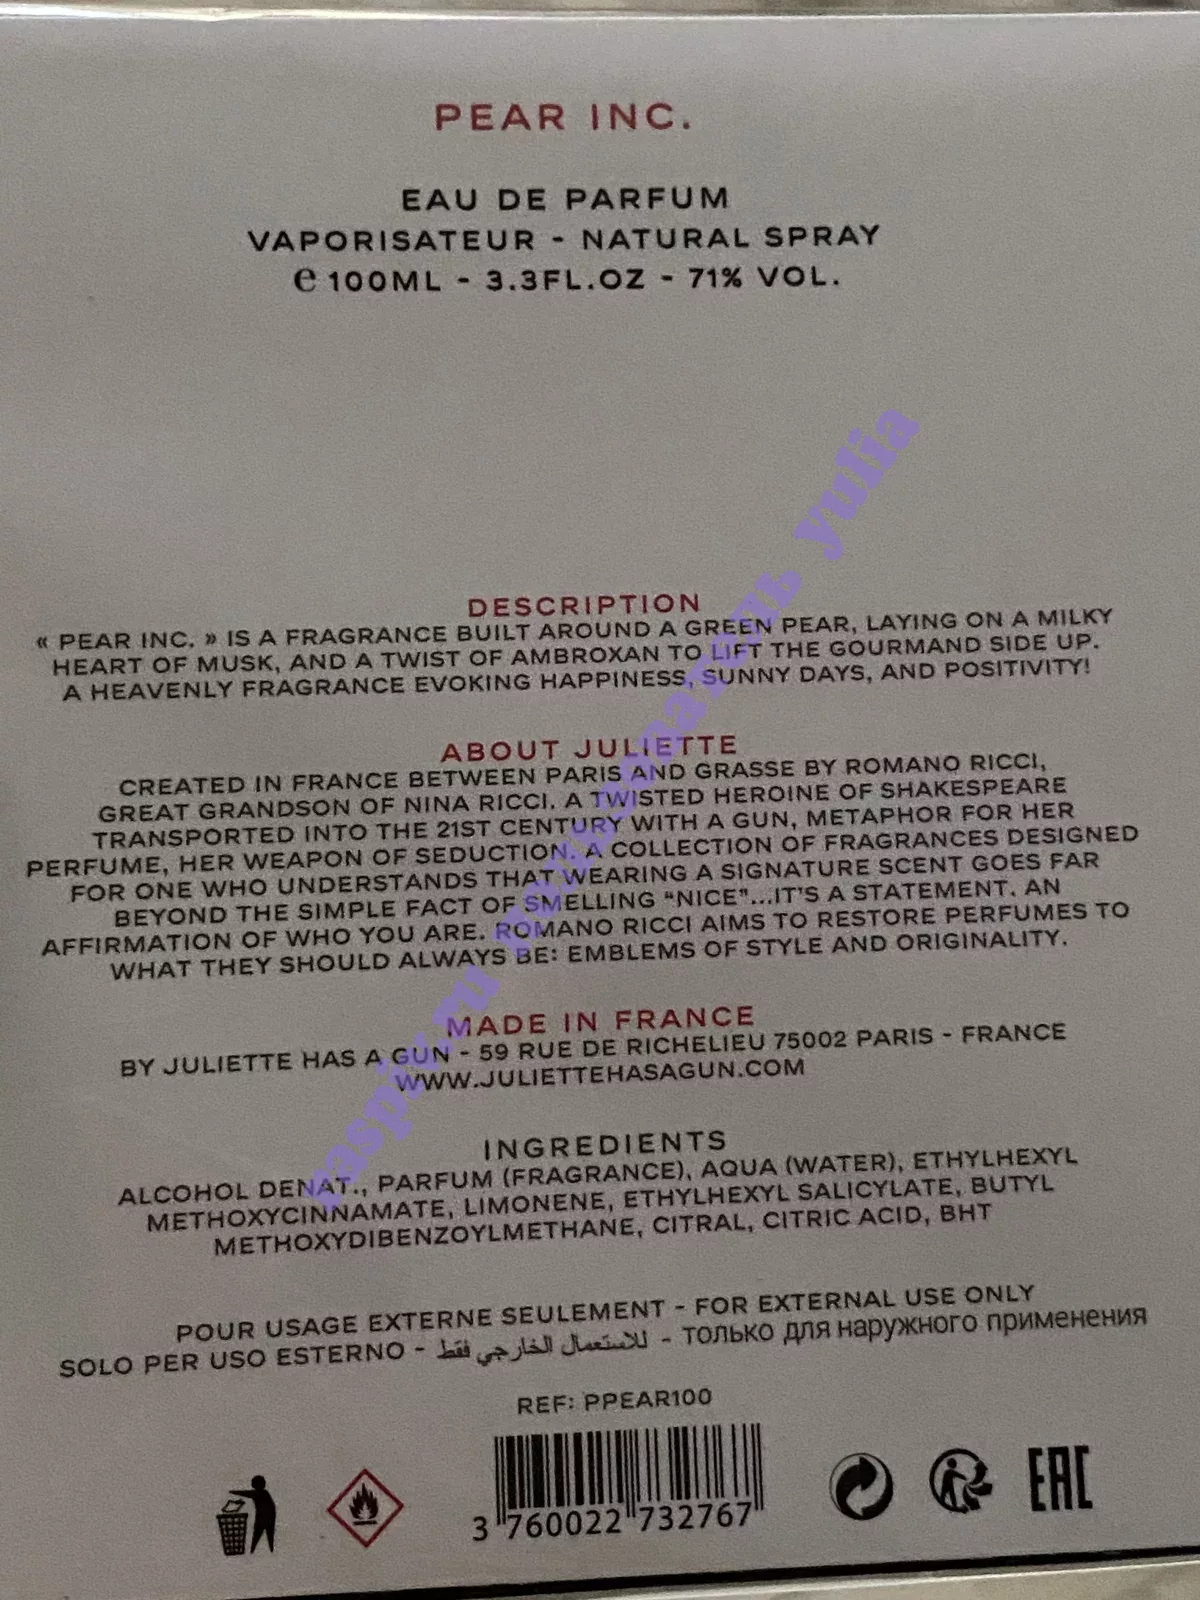 PEAR INC.
EAU DE PARFUM
VAPORISATEUR - NATURAL SPRAY
℮ 100ML - 3.3FL.OZ - 71% VOL.
DESCRIPTION
« PEAR INC. » IS A FRAGRANCE BUILT AROUND A GREEN PEAR, LAYING ON A MILKY
HEART OF MUSK, AND A TWIST OF AMBROXAN TO LIFT THE GOURMAND SIDE UP.
A HEAVENLY FRAGRANCE EVOKING HAPPINESS, SUNNY DAYS, AND POSITIVITY!
ABOUT JULIETTE
CREATED IN FRANCE BETWEEN PARIS AND GRASSE BY ROMANO RICCI,
GREAT GRANDSON OF NINA RICCI. A TWISTED HEROINE OF SHAKESPEARE
TRANSPORTED INTO THE 21ST CENTURY WITH A GUN, METAPHOR FOR HER
PERFUME, HER WEAPON OF SEDUCTION. A COLLECTION OF FRAGRANCES DESIGNED
FOR ONE WHO UNDERSTANDS THAT WEARING A SIGNATURE SCENT GOES FAR
BEYOND THE SIMPLE FACT OF SMELLING “NICE”...IT'S A STATEMENT. AN
AFFIRMATION OF WHO YOU ARE. ROMANO RICCI AIMS TO RESTORE PERFUMES TO
WHAT THEY SHOULD ALWAYS BE: EMBLEMS OF STYLE AND ORIGINALITY.
MADE IN FRANCE
BY JULIETTE HAS A GUN - 59 RUE DE RICHELIEU 75002 PARIS - FRANCE
WWW.JULIETTEHASAGUN.COM
INGREDIENTS
ALCOHOL DENAT., PARFUM (FRAGRANCE), AQUA (WATER), ETHYLHEXYL
METHOXYCINNAMATE, LIMONENE, ETHYLHEXYL SALICYLATE, BUTYL
METHOXYDIBENZOYLMETHANE, CITRAL, CITRIC ACID, BHT
POUR USAGE EXTERNE SEULEMENT - FOR EXTERNAL USE ONLY
SOLO PER USO ESTERNO - للاستعمال الخارجي فقط - только для наружного применения
REF: PPEAR100
3 760022 732767
EAC
yulia